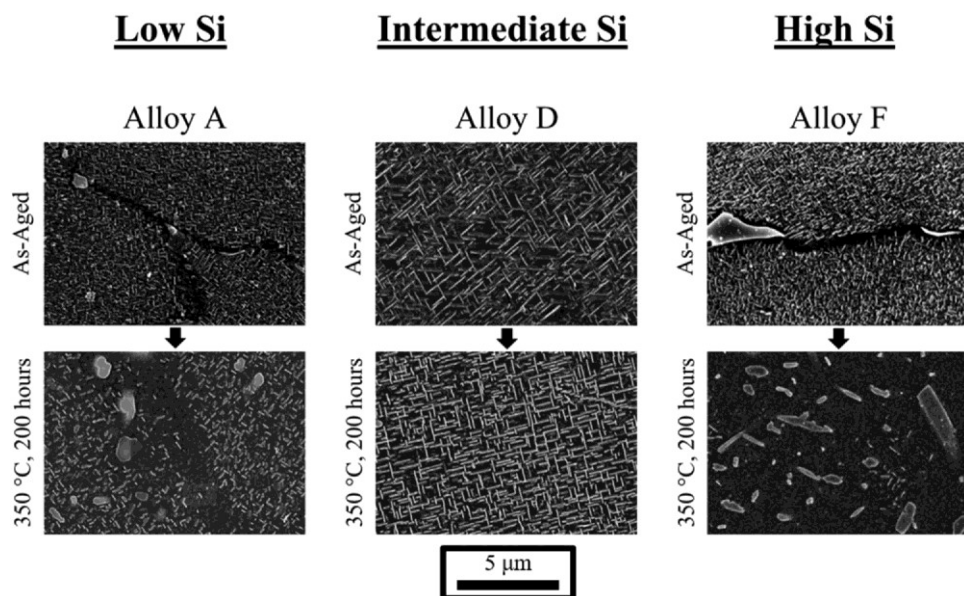 Low Si
Intermediate Si
High Si
Alloy A
Alloy D
Alloy F
As-Aged
As-Aged
As-Aged
350 °C, 200 hours
350 °C, 200 hours
350 °C, 200 hours
5 μm